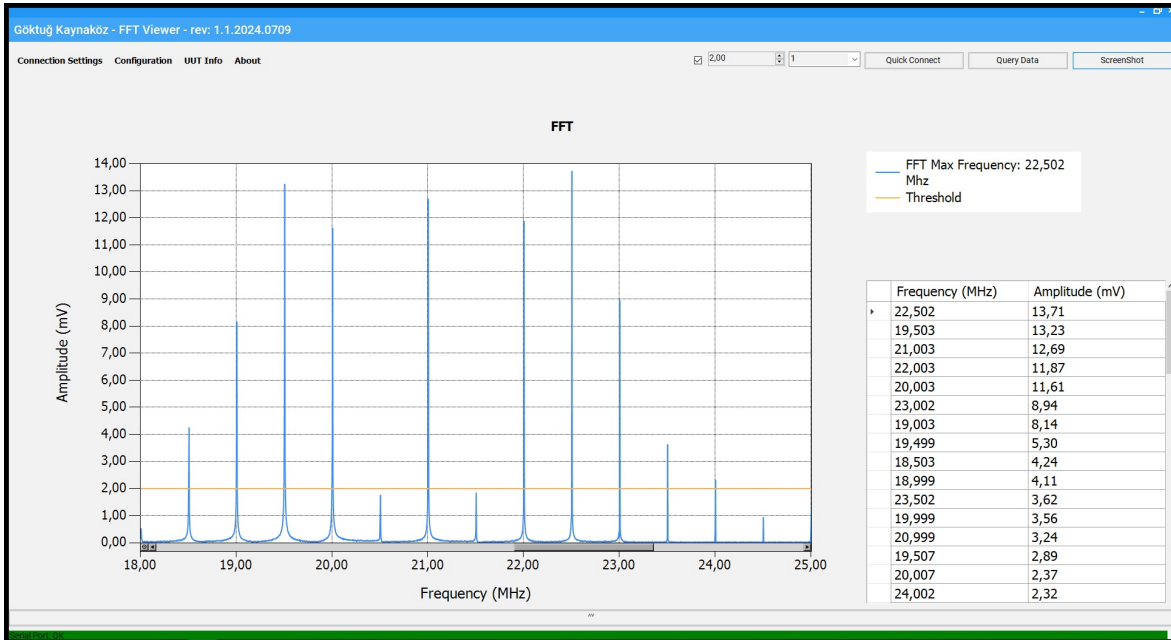 Göktuğ Kaynaköz - FFT Viewer - rev: 1.1.2024.0709
Connection Settings Configuration UUT Info About 2,00 1 Quick Connect Query Data ScreenShot
FFT
14,00
13,00
12,00
11,00
10,00
9,00
8,00
7,00
6,00
5,00
4,00
3,00
2,00
1,00
0,00
Amplitude (mV)
18,00 19,00 20,00 21,00 22,00 23,00 24,00 25,00
Frequency (MHz)
FFT Max Frequency: 22,502
Mhz
Threshold
Frequency (MHz) Amplitude (mV)
22,502 13,71
19,503 13,23
21,003 12,69
22,003 11,87
20,003 11,61
23,002 8,94
19,003 8,14
19,499 5,30
18,503 4,24
18,999 4,11
23,502 3,62
19,999 3,56
20,999 3,24
19,507 2,89
20,007 2,37
24,002 2,32
Serial Port: OK